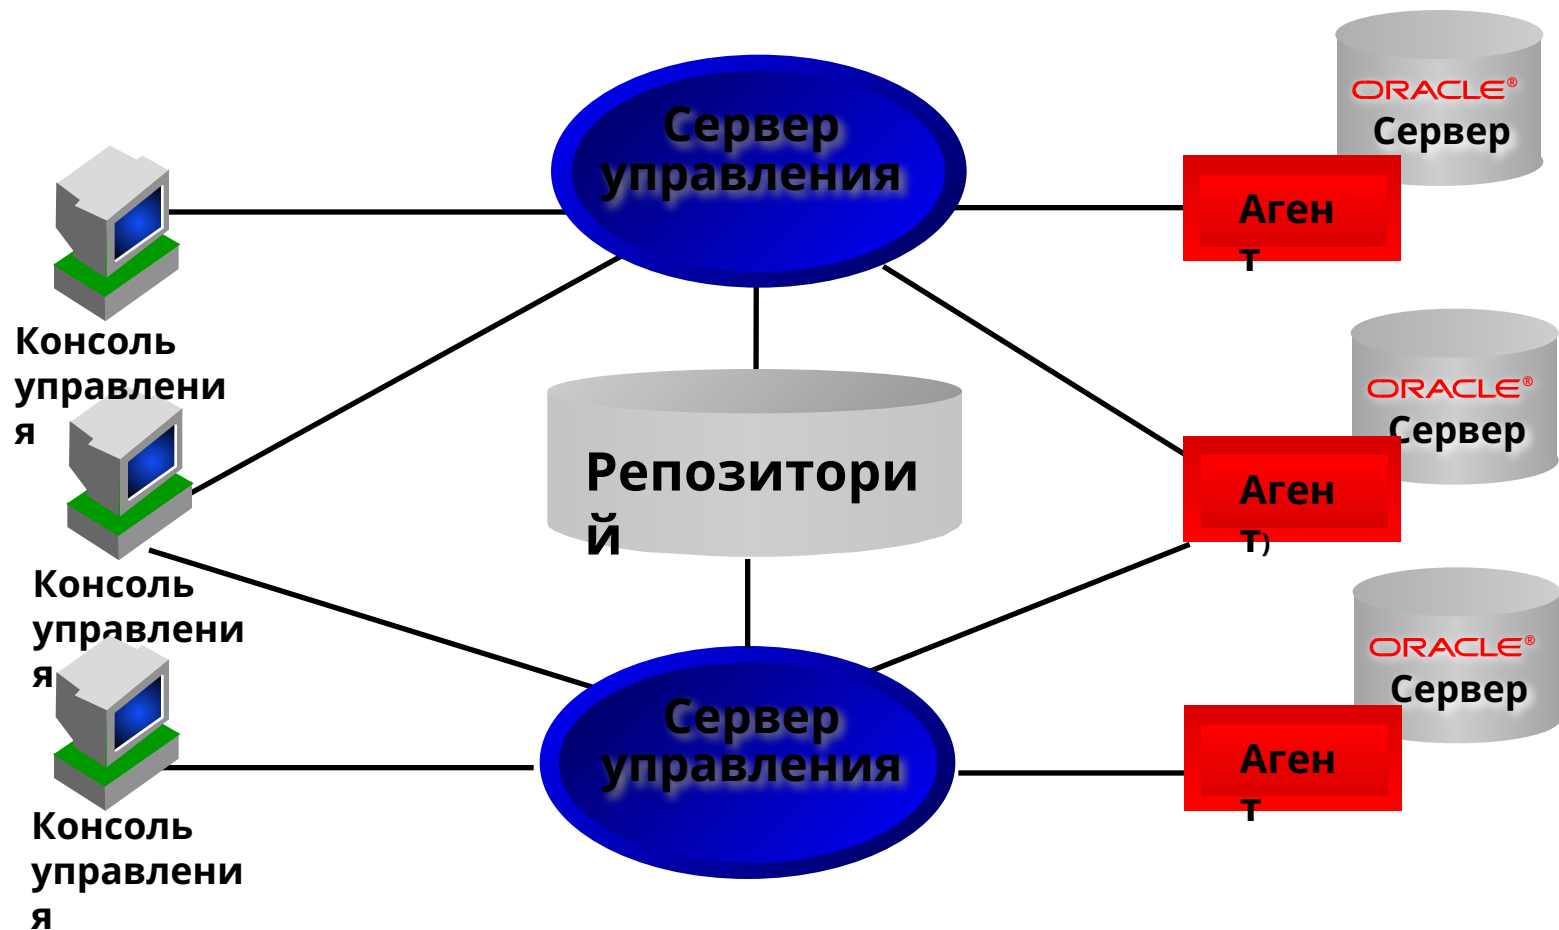 Сервер
управления
ORACLE®
Сервер
Аген
т
Консоль
управлени
я
ORACLE®
Сервер
Аген
т)
Репозитори
й
Консоль
управлени
я
ORACLE®
Сервер
Сервер
управления
Аген
т
Консоль
управлени
я